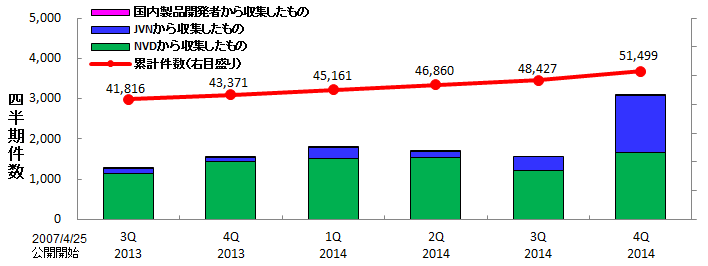 国内製品開発者から収集したもの
JVNから収集したもの
NVDから収集したもの
累計件数(右目盛り)
5,000
4,000
3,000
2,000
1,000
0
四半期件数
41,816
43,371
45,161
46,860
48,427
51,499
2007/4/25
公開開始
3Q
2013
4Q
2013
1Q
2014
2Q
2014
3Q
2014
4Q
2014